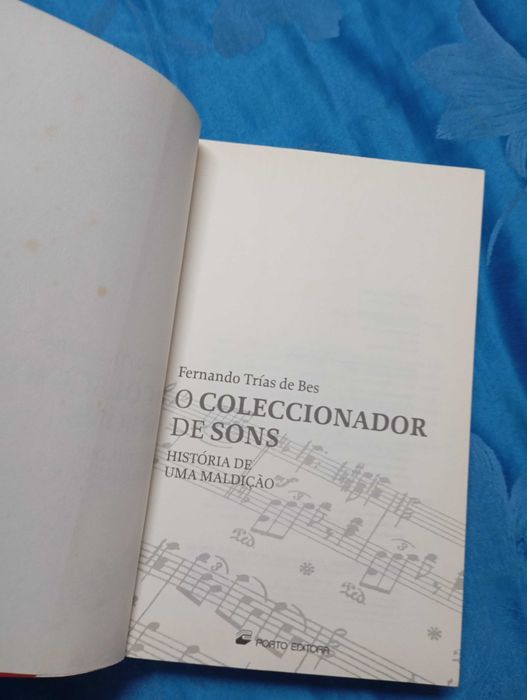 Fernando Trías de Bes
O COLECCIONADOR
DE SONS
HISTÓRIA DE
UMA MALDIÇÃO
PORTO EDITORA